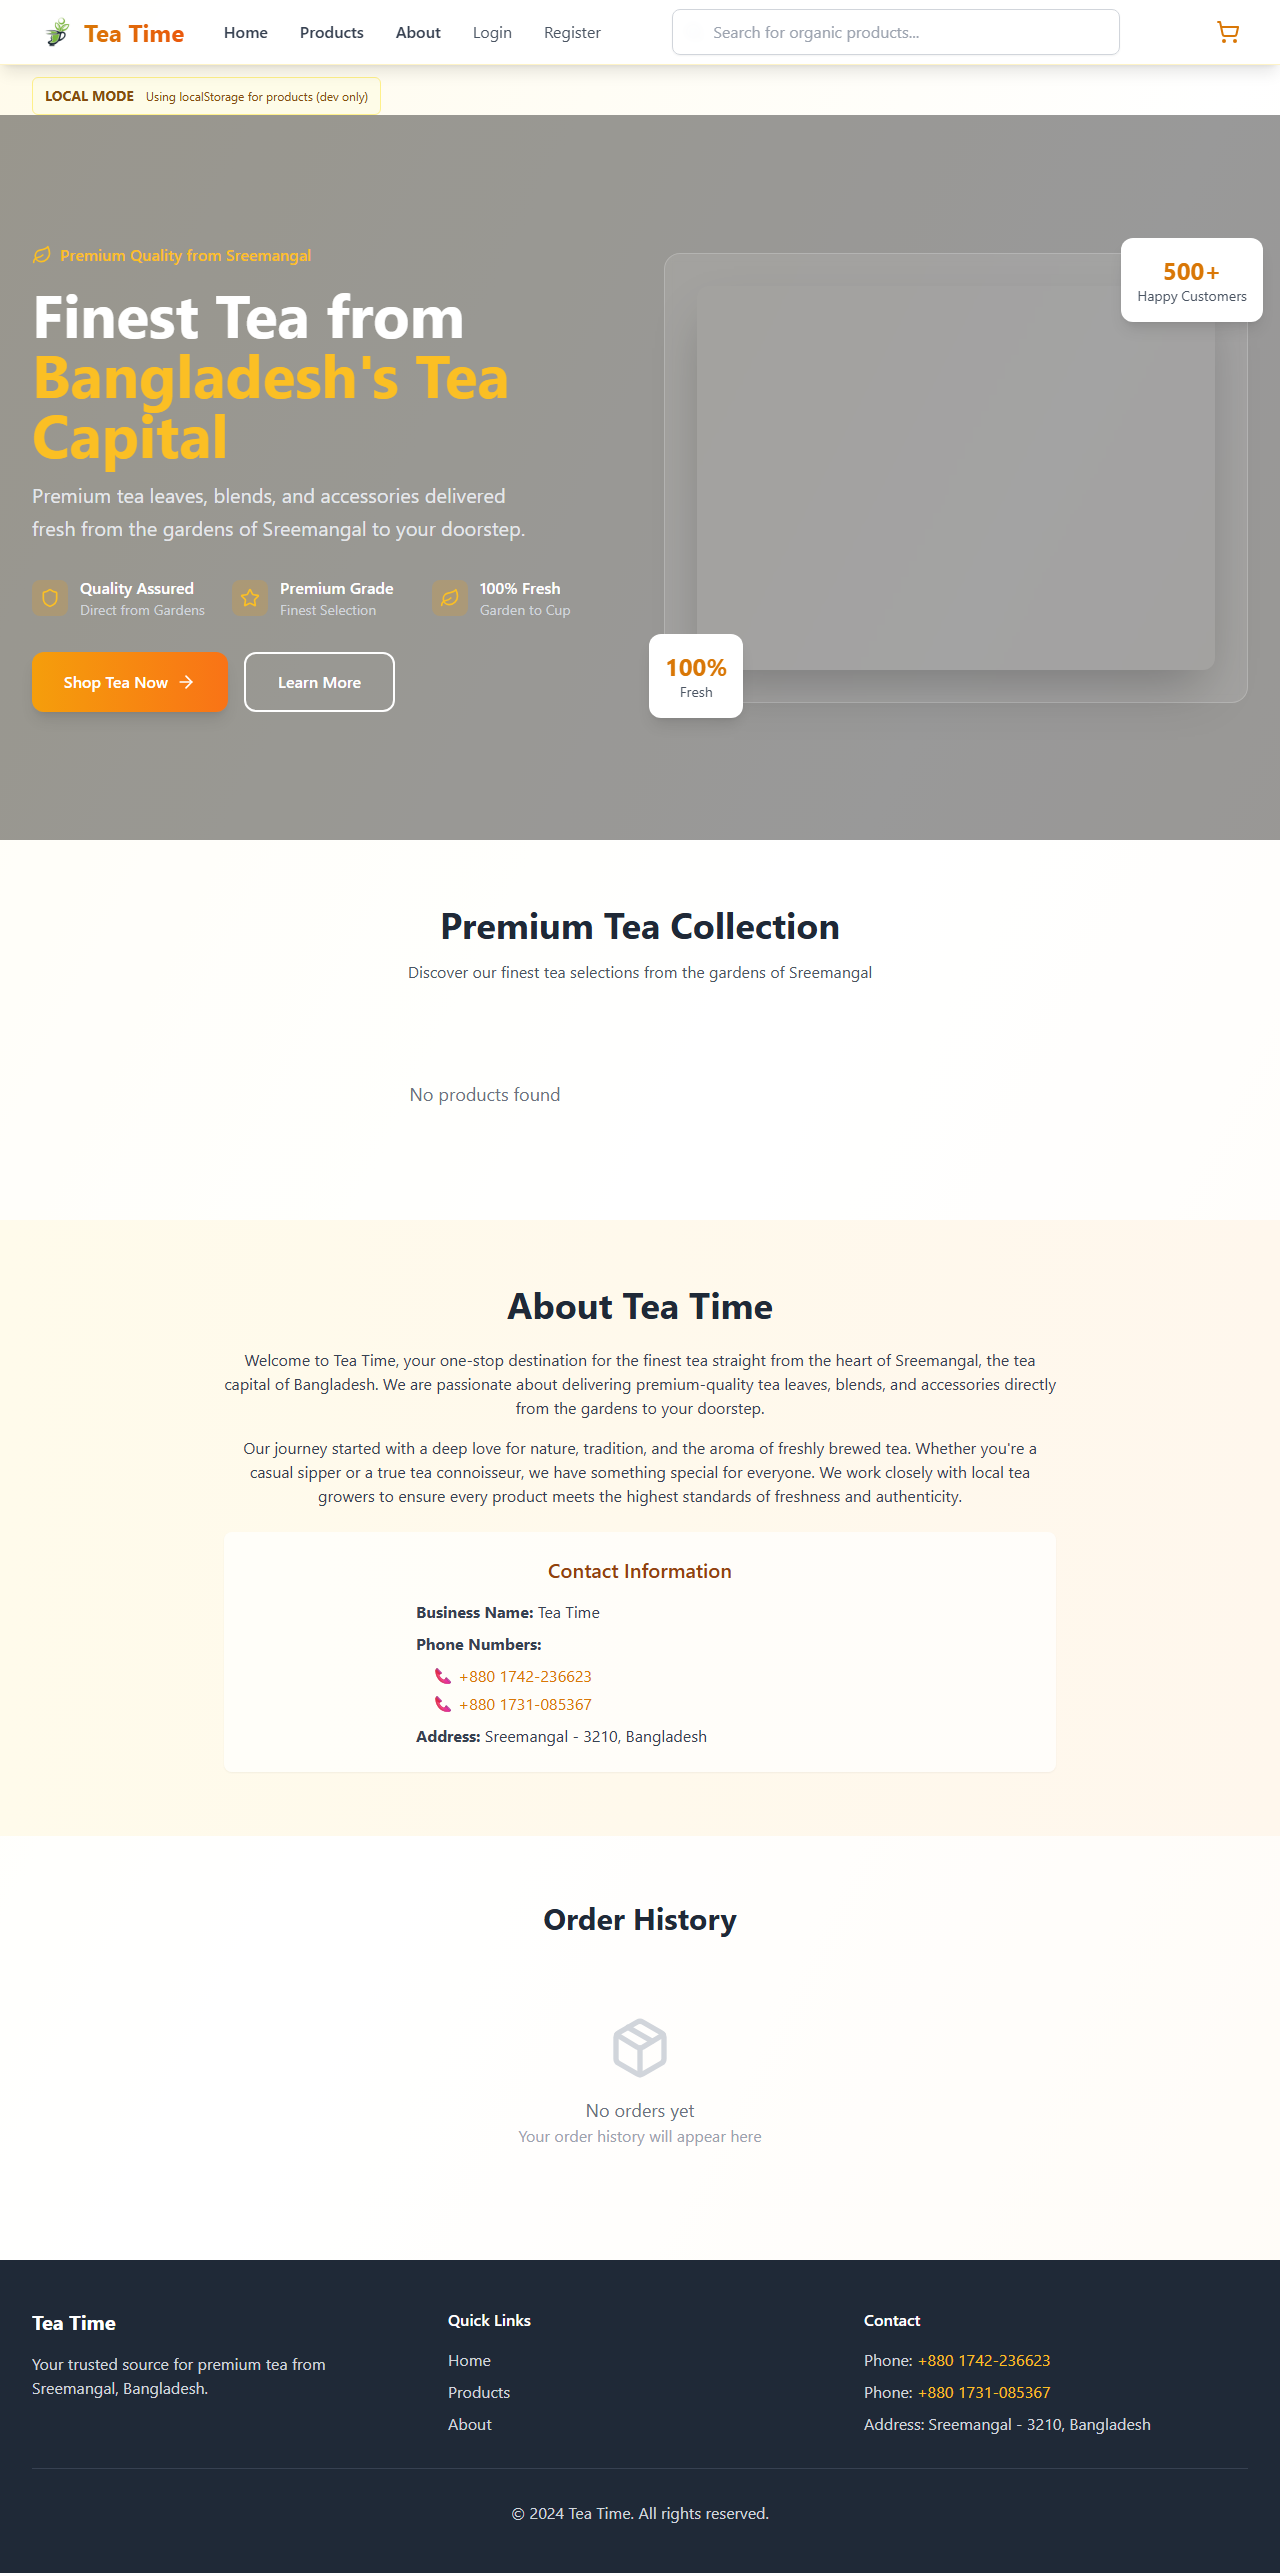 Tea Time
Home
Products
About
Login
Register
Search for organic products...
LOCAL MODE Using localStorage for products (dev only)
Premium Quality from Sreemangal
Finest Tea from
Bangladesh's Tea
Capital
Premium tea leaves, blends, and accessories delivered
fresh from the gardens of Sreemangal to your doorstep.
Quality Assured
Direct from Gardens
Premium Grade
Finest Selection
100% Fresh
Garden to Cup
Shop Tea Now
Learn More
500+
Happy Customers
100%
Fresh
Premium Tea Collection
Discover our finest tea selections from the gardens of Sreemangal
No products found
About Tea Time
Welcome to Tea Time, your one-stop destination for the finest tea straight from the heart of Sreemangal, the tea
capital of Bangladesh. We are passionate about delivering premium-quality tea leaves, blends, and accessories directly
from the gardens to your doorstep.
Our journey started with a deep love for nature, tradition, and the aroma of freshly brewed tea. Whether you're a
casual sipper or a true tea connoisseur, we have something special for everyone. We work closely with local tea
growers to ensure every product meets the highest standards of freshness and authenticity.
Contact Information
Business Name: Tea Time
Phone Numbers:
+880 1742-236623
+880 1731-085367
Address: Sreemangal - 3210, Bangladesh
Order History
No orders yet
Your order history will appear here
Tea Time
Your trusted source for premium tea from
Sreemangal, Bangladesh.
Quick Links
Home
Products
About
Contact
Phone: +880 1742-236623
Phone: +880 1731-085367
Address: Sreemangal - 3210, Bangladesh
© 2024 Tea Time. All rights reserved.